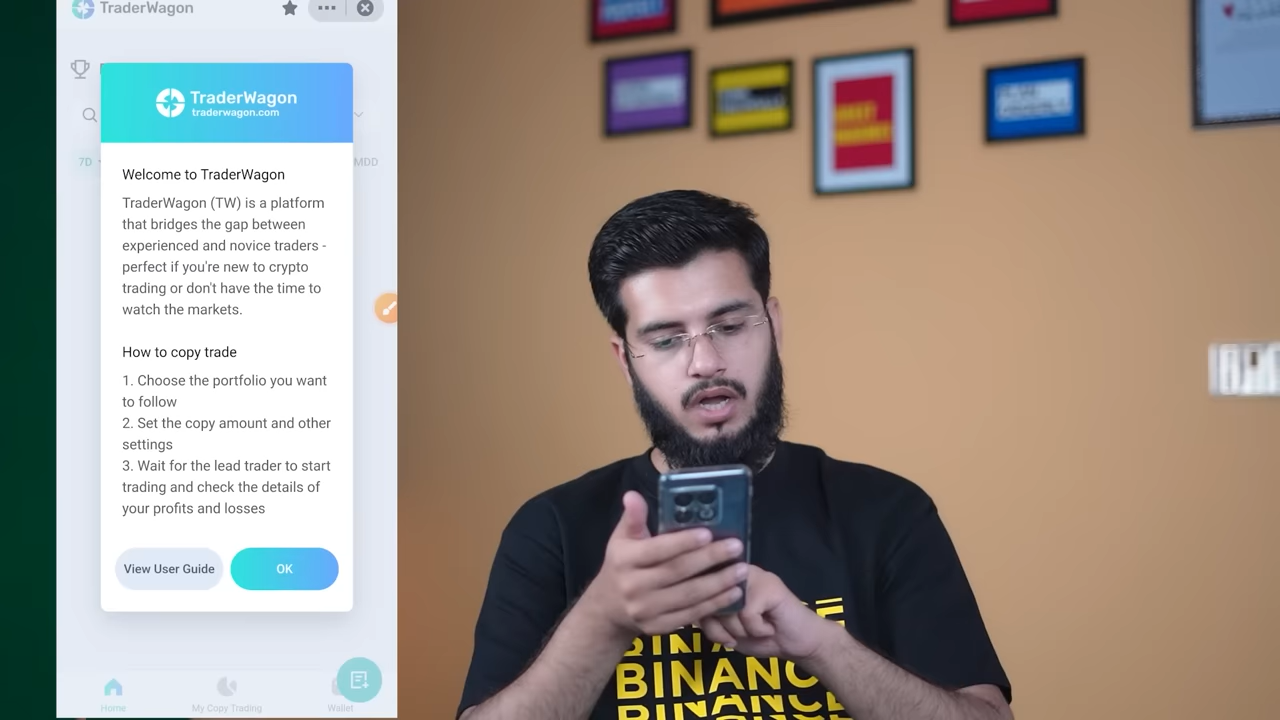 TraderWagon
TraderWagon
traderwagon.com
7D
MDD
Welcome to TraderWagon
TraderWagon (TW) is a platform
that bridges the gap between
experienced and novice traders -
perfect if you're new to crypto
trading or don't have the time to
watch the markets.
How to copy trade
1. Choose the portfolio you want
to follow
2. Set the copy amount and other
settings
3. Wait for the lead trader to start
trading and check the details of
your profits and losses
View User Guide
OK
Home
My Copy Trading
Wallet
BINANCE
BINANC
BINANCE